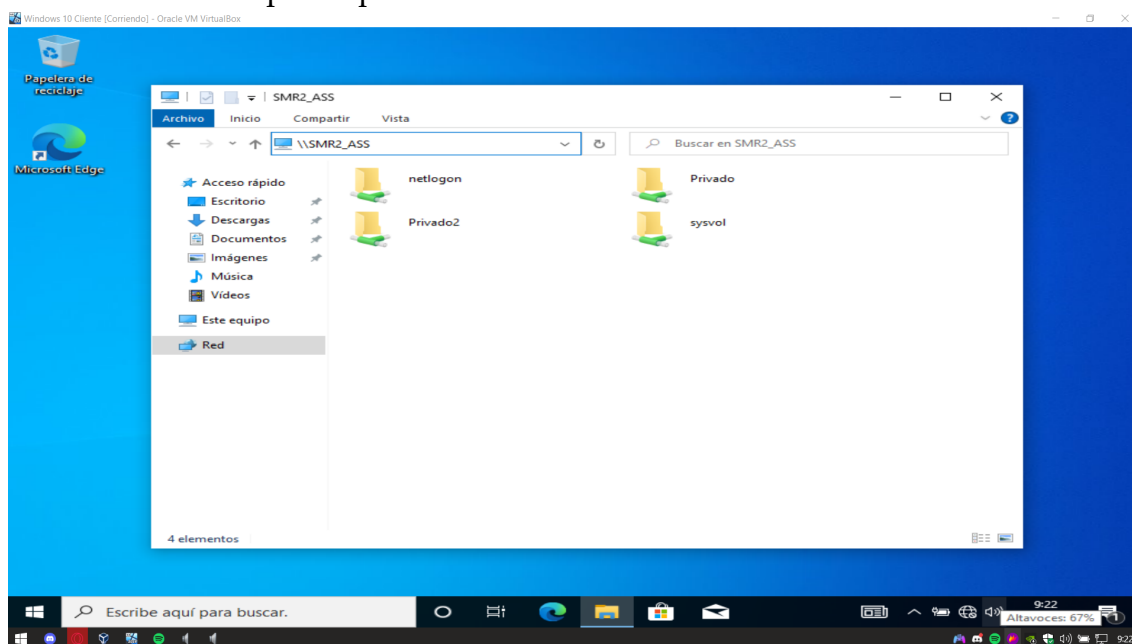 Windows 10 Cliente [Corriendo] - Oracle VM VirtualBox
Papelera de
reciclaje
Microsoft Edge
SMR2_ASS
Archivo Inicio Compartir Vista
\\SMR2_ASS
Buscar en SMR2_ASS
Acceso rápido
Escritorio
Descargas
Documentos
Imágenes
Música
Vídeos
Este equipo
Red
netlogon
Privado
Privado2
sysvol
4 elementos
Escribe aquí para buscar.
9:22
Altavoces: 67%
1